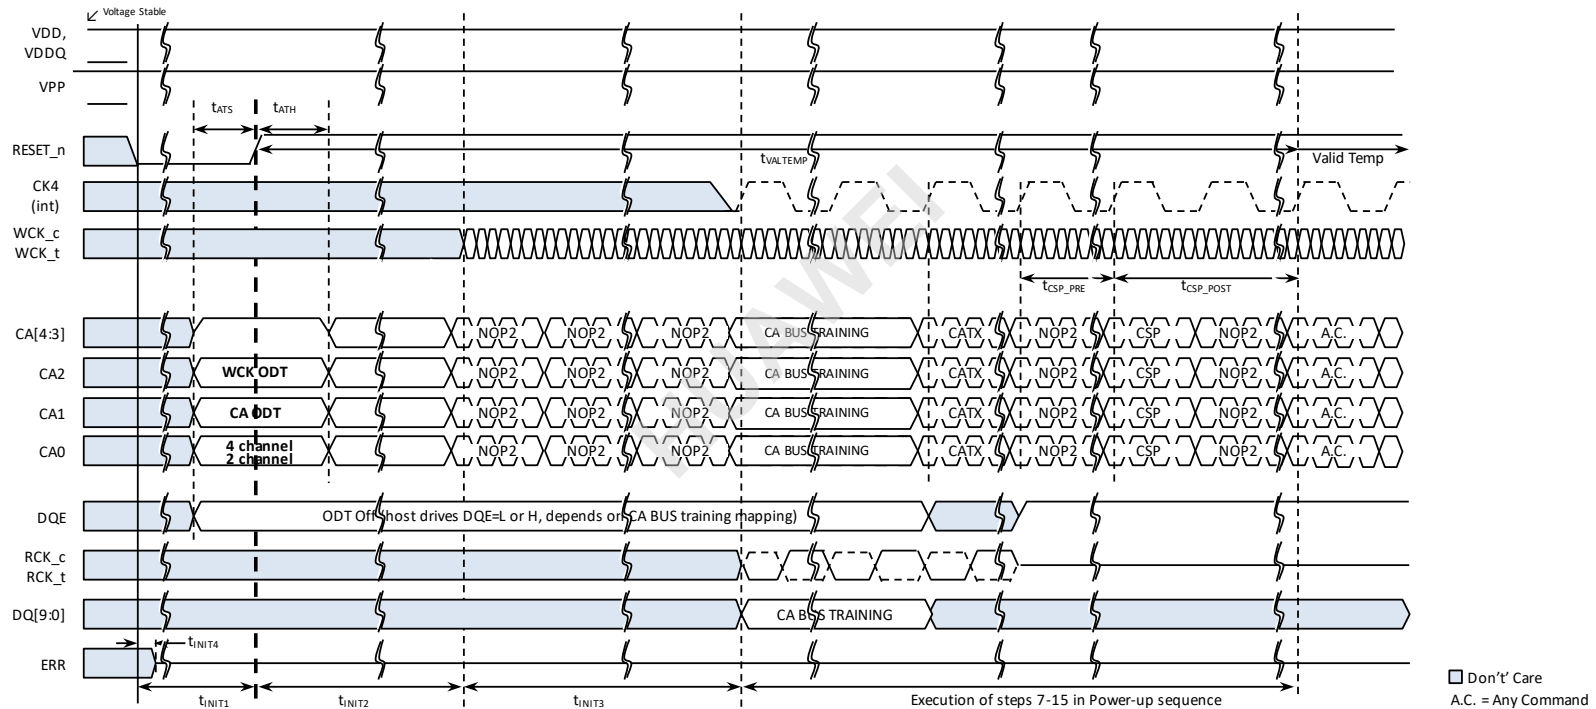 Voltage Stable
VDD,
VDDQ
VPP
tATS tATH
RESET_n
tVALTEMP Valid Temp
CK4
(int)
WCK_c
WCK_t
tCSP_PRE tCSP_POST
CA[4:3] NOP2 NOP2 NOP2 CA BUS TRAINING CATX NOP2 CSP NOP2 A.C.
CA2 WCK ODT NOP2 NOP2 NOP2 CA BUS TRAINING CATX NOP2 CSP NOP2 A.C.
CA1 CA ODT NOP2 NOP2 NOP2 CA BUS TRAINING CATX NOP2 CSP NOP2 A.C.
CA0 4 channel
2 channel NOP2 NOP2 NOP2 CA BUS TRAINING CATX NOP2 CSP NOP2 A.C.
DQE ODT Off (host drives DQE=L or H, depends on CA BUS training mapping)
RCK_c
RCK_t
DQ[9:0] CA BUS TRAINING
tINIT4
ERR
tINIT1 tINIT2 tINIT3 Execution of steps 7-15 in Power-up sequence
Don't' Care
A.C. = Any Command
HUAWEI